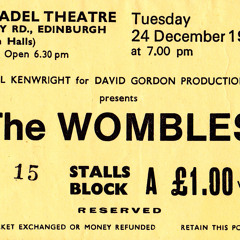 ADEL THEATRE
Y RD., EDINBURGH
Halls)
Open 6.30 pm
Tuesday
24 December 19
at 7.00 pm
L KENWRIGHT for DAVID GORDON PRODUCTION
presents
The WOMBLES
15 STALLS
BLOCK A £1.00
RESERVED
KET EXCHANGED OR MONEY REFUNDED RETAIN THIS PO